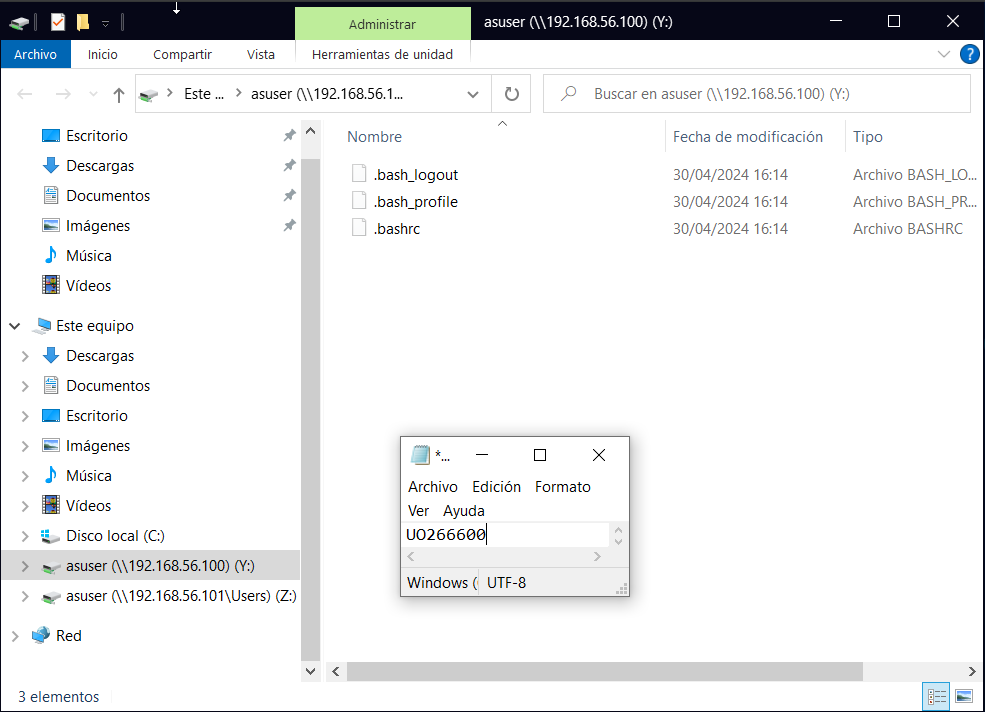 Administrar
asuser (\\192.168.56.100) (Y:)
Archivo
Inicio
Compartir
Vista
Herramientas de unidad
?
Este ...
asuser (\\192.168.56.1...
Buscar en asuser (\\192.168.56.100) (Y:)
Escritorio
Descargas
Documentos
Imágenes
Música
Vídeos
Este equipo
Descargas
Documentos
Escritorio
Imágenes
Música
Vídeos
Disco local (C:)
asuser (\\192.168.56.100) (Y:)
asuser (\\192.168.56.101\Users) (Z:)
Red
Nombre
Fecha de modificación
Tipo
.bash_logout
30/04/2024 16:14
Archivo BASH_LO...
.bash_profile
30/04/2024 16:14
Archivo BASH_PR...
.bashrc
30/04/2024 16:14
Archivo BASHRC
*...
Archivo Edición Formato
Ver Ayuda
UO266600
Windows (
UTF-8
3 elementos